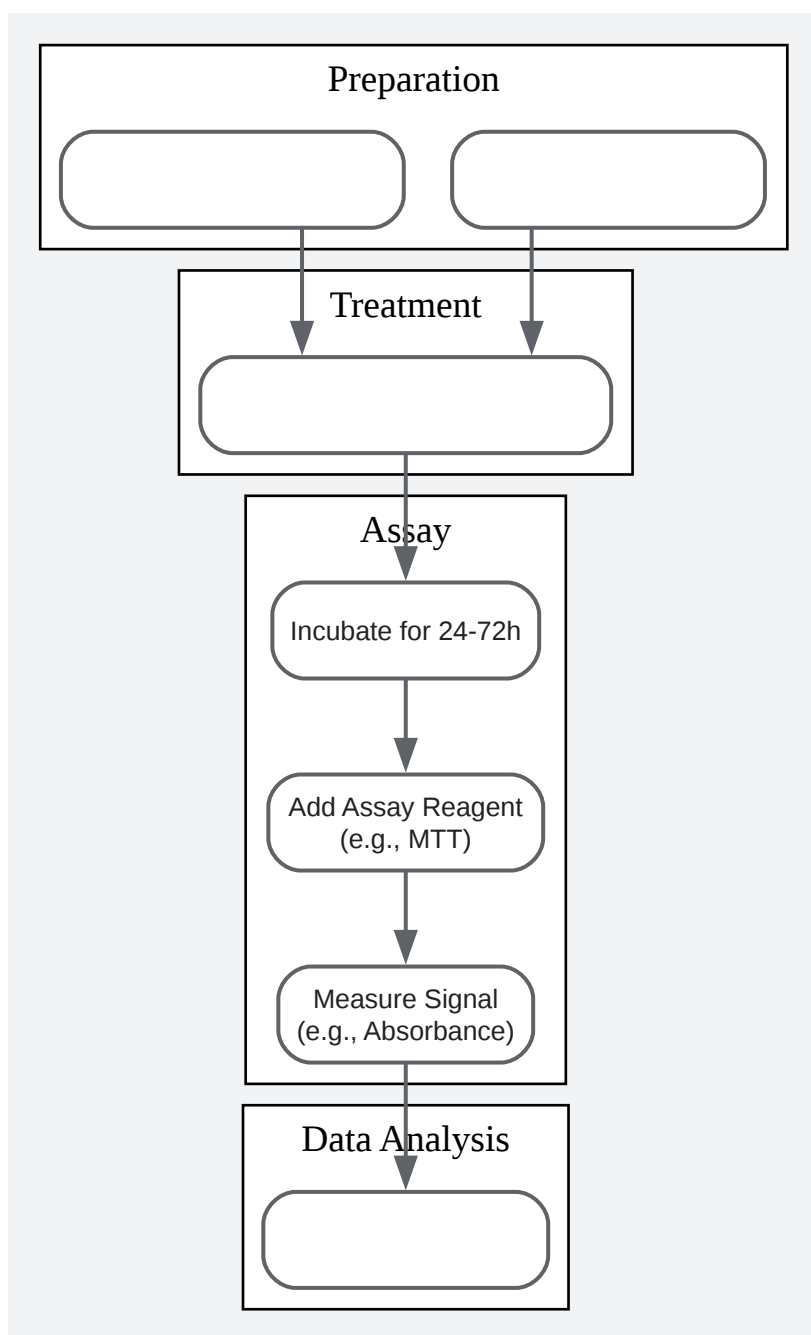 Preparation
Treatment
Assay
Incubate for 24-72h
Add Assay Reagent
(e.g., MTT)
Measure Signal
(e.g., Absorbance)
Data Analysis